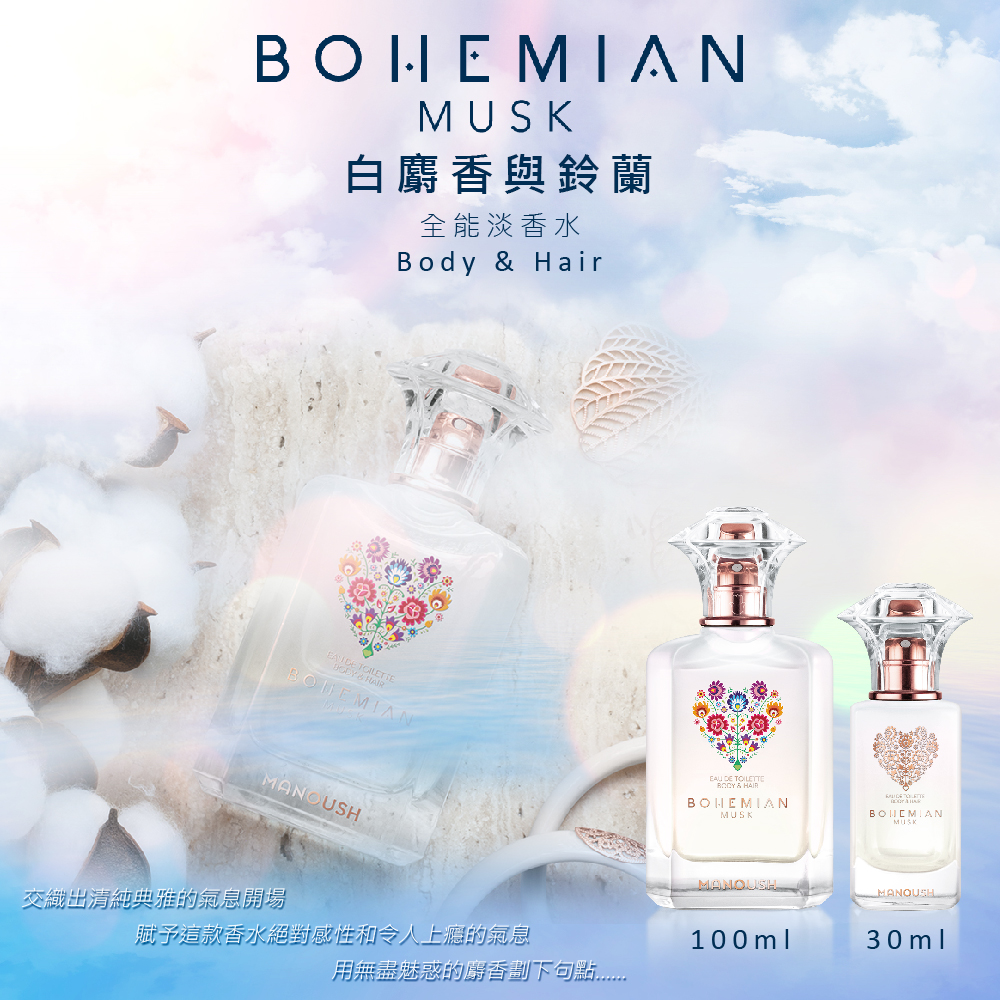 BOHEMIAN
MUSK
白麝香與鈴蘭
全能淡香水
Body & Hair
EAU DE TOILETTE
BODY & HAIR
BOHEMIAN
MANOUSH
EAU DE TOILETTE
BODY & HAIR
BOHEMIAN
MUSK
MANOUSH
EAU DE TOILETTE
BODY & HAIR
BOHEMIAN
MUSK
MANOUSH
交織出清純典雅的氣息開場
賦予這款香水絕對感性和令人上癮的氣息
用無盡魅惑的麝香劃下句點......
100ml
30ml